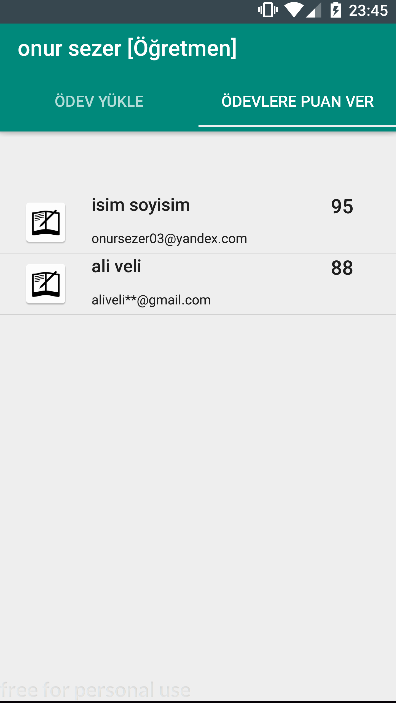 23:45
onur sezer [Öğretmen]
ÖDEV YÜKLE ÖDEVLERE PUAN VER
isim soyisim 95
onursezer03@yandex.com
ali veli 88
aliveli**@gmail.com
free for personal use